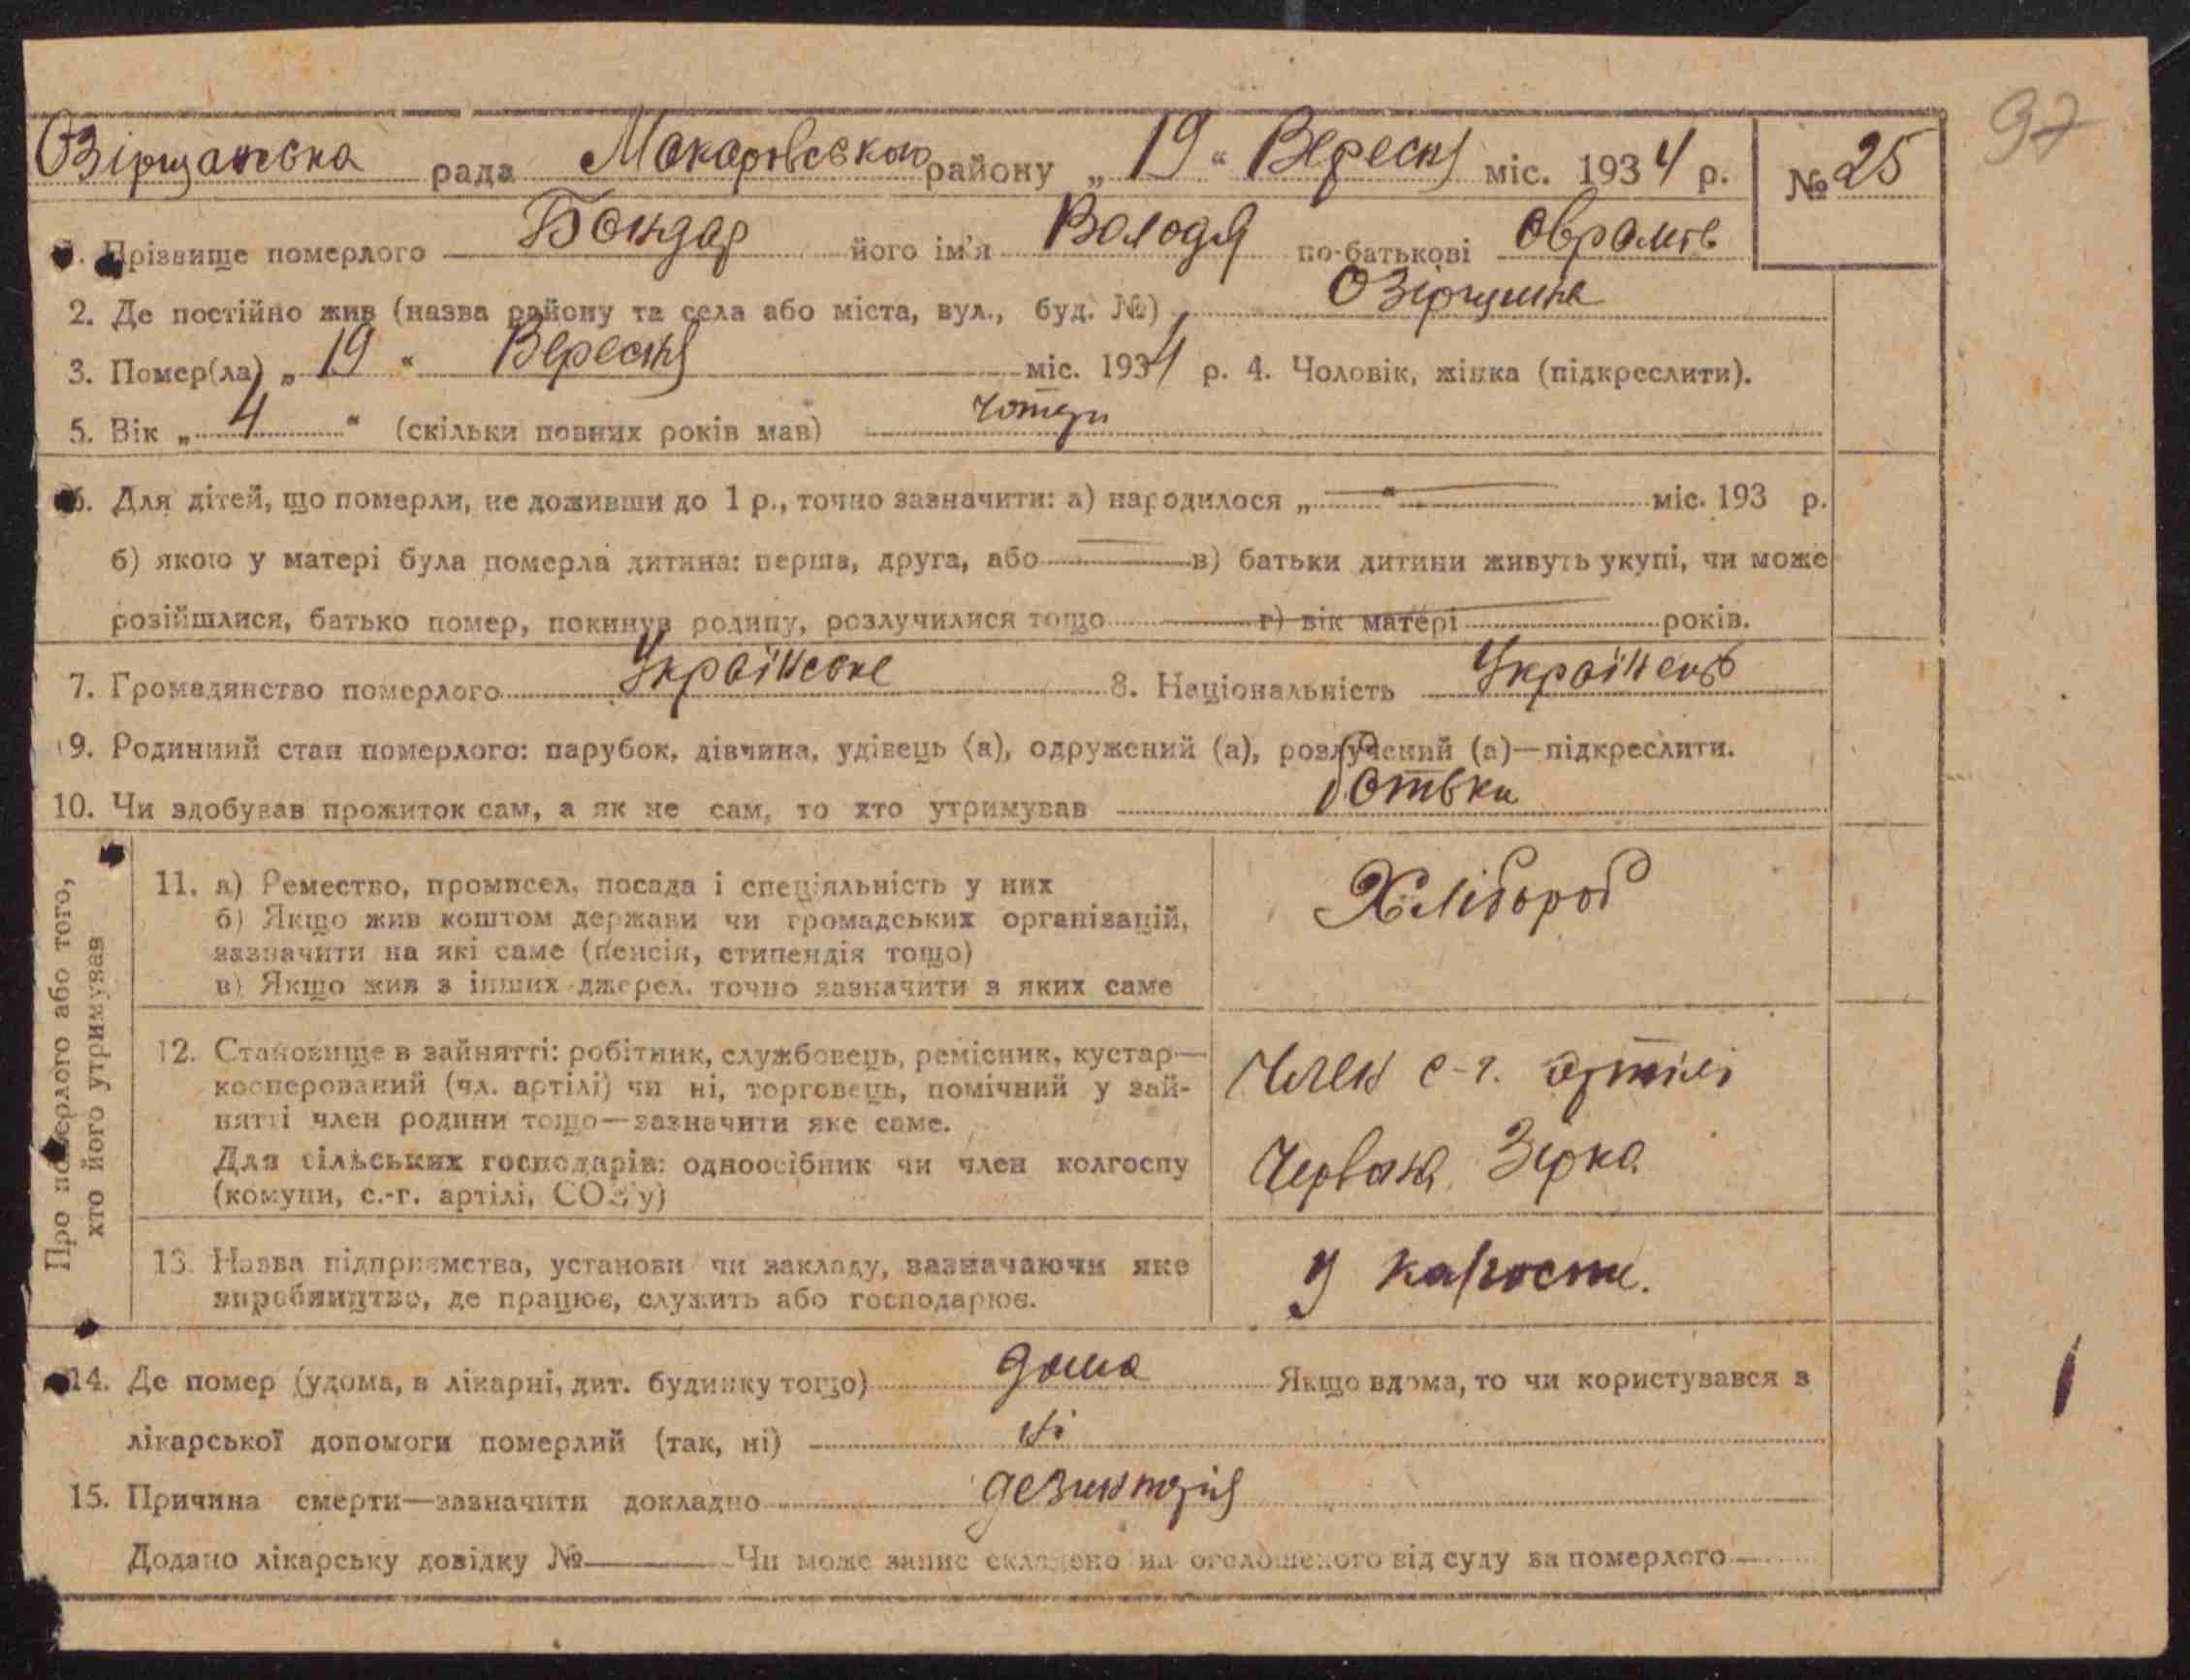 97
Озірщанська рада Макарівського району „19“ Вересня міс. 1934 р. № 25
1. Прізвище померлого Бондар його ім'я Володя по-батькові Оврамів
2. Де постійно жив (назва району та села або міста, вул., буд. №) Озірщина
3. Помер(ла) „19“ Вересня міс. 1934 р. 4. Чоловік, жінка (підкреслити).
5. Вік „4“ (скільки повних років мав) чотири
6. Для дітей, що померли, не доживши до 1 р., точно зазначити: а) народилося „ “ міс. 193 р.
б) якою у матері була померла дитина: перша, друга, або в) батьки дитини живуть укупі, чи може
розійшлися, батько помер, покинув родину, розлучилися тощо г) вік матері років.
7. Громадянство померлого Українське 8. Національність Українець
9. Родинний стан померлого: парубок, дівчина, удівець (а), одружений (а), розлучений (а)—підкреслити.
10. Чи здобував прожиток сам, а як не сам, то хто утримував батьки
Про померлого або того,
хто його утримував
11. а) Ремество, промисел, посада і спеціяльність у них
б) Якщо жив коштом держави чи громадських організацій,
зазначити на які саме (пенсія, стипендія тощо)
в) Якщо жив з інших джерел, точно зазначити з яких саме
Хлібороб
12. Становище в зайнятті: робітник, службовець, ремісник, кустар—
кооперований (чл. артілі) чи ні, торговець, помічний у зай-
нятті член родини тощо—зазначити яке саме.
Для сільських господарів: одноосібник чи член колгоспу
(комуни, с.-г. артілі, СОЗ'у)
Член с-г. артілі
Червона Зірка
13. Назва підприємства, установи чи закладу, зазначаючи яке
виробництво, де працює, служить або господарює.
у
14. Де помер (удома, в лікарні, дит. будинку тощо) дома Якщо вдома, то чи користувався з
лікарської допомоги померлий (так, ні) ні
15. Причина смерти—зазначити докладно дезинтерія
Додано лікарську довідку № Чи може запис складено на оголошеного від суду за померлого